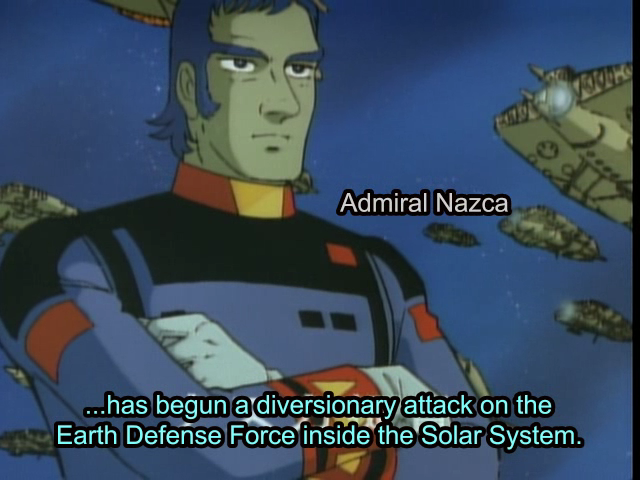 Admiral Nazca
...has begun a diversionary attack on the
Earth Defense Force inside the Solar System.